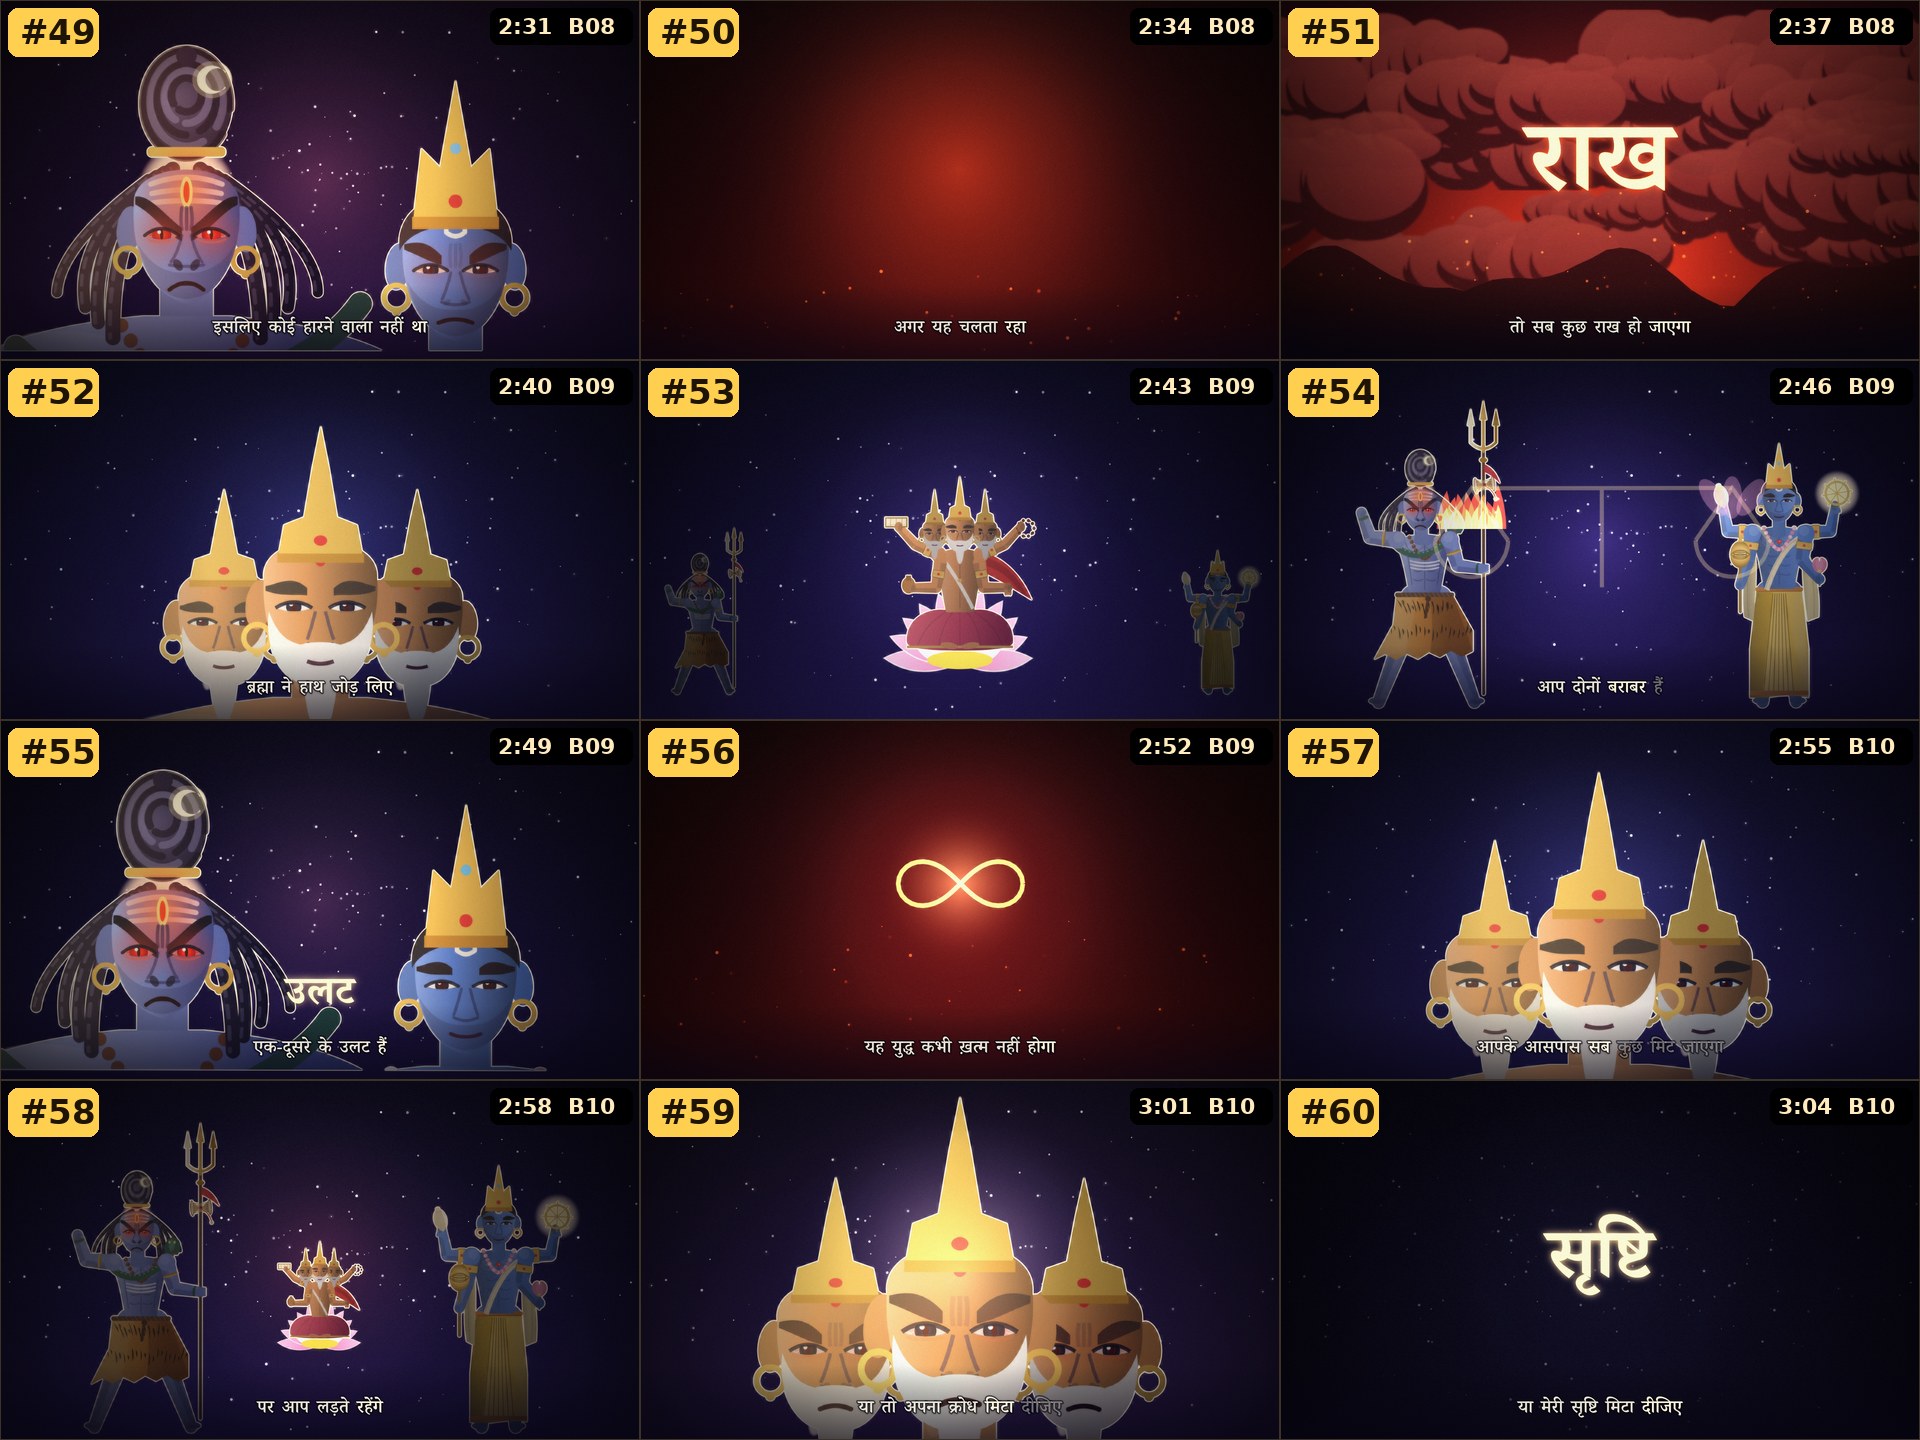 #49
2:31 B08
इसलिए कोई हारने वाला नहीं था
#50
2:34 B08
अगर यह चलता रहा
#51
2:37 B08
राख
तो सब कुछ राख हो जाएगा
#52
2:40 B09
ब्रह्मा ने हाथ जोड़ लिए
#53
2:43 B09
#54
2:46 B09
आप दोनों बराबर हैं
#55
2:49 B09
उलट
एक-दूसरे के उलट हैं
#56
2:52 B09
यह युद्ध कभी ख़त्म नहीं होगा
#57
2:55 B10
आपके आसपास सब कुछ मिट जाएगा
#58
2:58 B10
पर आप लड़ते रहेंगे
#59
3:01 B10
या तो अपना क्रोध मिटा दीजिए
#60
3:04 B10
सृष्टि
या मेरी सृष्टि मिटा दीजिए